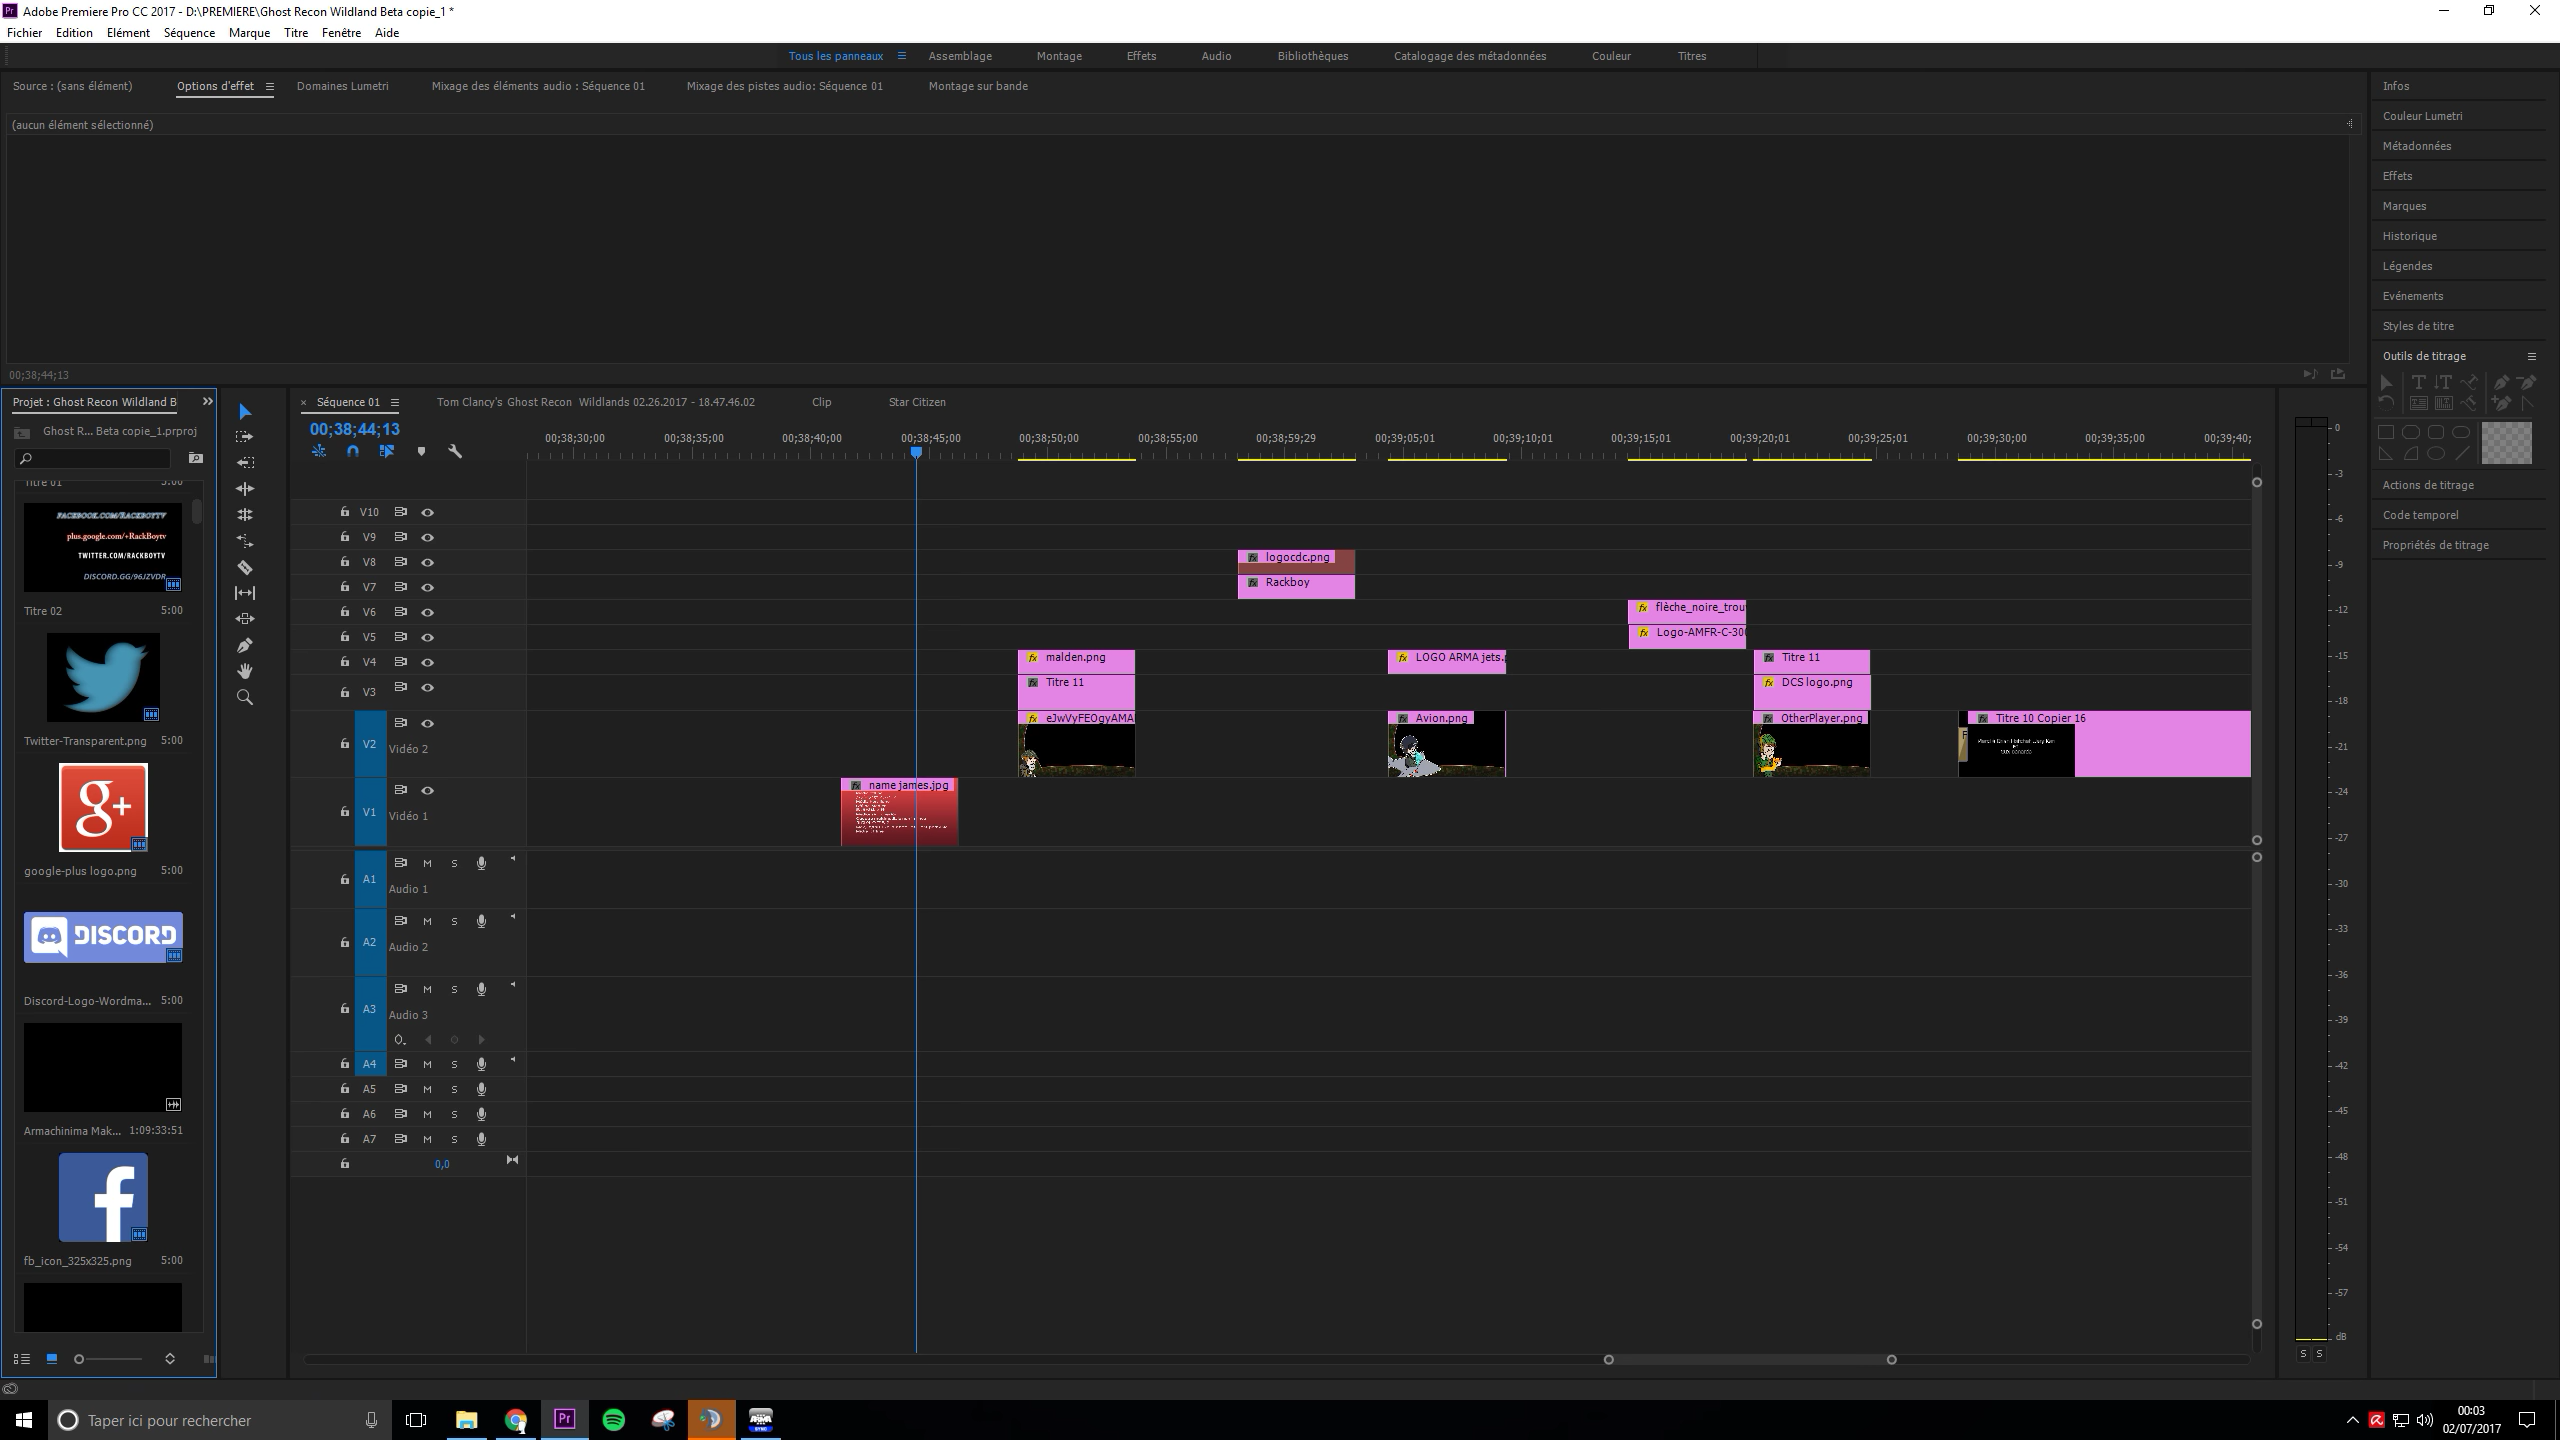 Adobe Premiere Pro CC 2017 - D:\PREMIERE\Ghost Recon Wildland Beta copie_1 *
Fichier Edition Elément Séquence Marque Titre Fenêtre Aide
Tous les panneaux Assemblage Montage Effets Audio Bibliothèques Catalogage des métadonnées Couleur Titres
Source : (sans élément) Options d'effet Domaines Lumetri Mixage des éléments audio : Séquence 01 Mixage des pistes audio: Séquence 01 Montage sur bande
(aucun élément sélectionné)
00;38;44;13
Infos
Couleur Lumetri
Métadonnées
Effets
Marques
Historique
Légendes
Evénements
Styles de titre
Outils de titrage
Actions de titrage
Code temporel
Propriétés de titrage
Projet : Ghost Recon Wildland B
Ghost R... Beta copie_1.prproj
Titre 01 5:00
FACEBOOK.COM/RACKBOYTV
plus.google.com/+RackBoytv
TWITTER.COM/RACKBOYTV
DISCORD.GG/96JZVDR
Titre 02 5:00
Twitter-Transparent.png 5:00
g+
google-plus logo.png 5:00
DISCORD
Discord-Logo-Wordma... 5:00
Armachinima Mak... 1:09:33:51
fb_icon_325x325.png 5:00
Séquence 01 Tom Clancy's Ghost Recon Wildlands 02.26.2017 - 18.47.46.02 Clip Star Citizen
00;38;44;13
00;38;30;00 00;38;35;00 00;38;40;00 00;38;45;00 00;38;50;00 00;38;55;00 00;38;59;29 00;39;05;01 00;39;10;01 00;39;15;01 00;39;20;01 00;39;25;01 00;39;30;00 00;39;35;00 00;39;40;
V10
V9
V8 logocdc.png
V7 Rackboy
V6 flèche_noire_trou
V5 Logo-AMFR-C-300
V4 malden.png LOGO ARMA jets. Titre 11
V3 Titre 11 DCS logo.png
V2 Vidéo 2 eJwVyFEOgyAMA Avion.png OtherPlayer.png Titre 10 Copier 16
V1 Vidéo 1 name james.jpg
A1 M S
Audio 1
A2 M S
Audio 2
A3 M S
Audio 3
A4 M S
A5 M S
A6 M S
A7 M S
0,0
0
-3
-6
-9
-12
-15
-18
-21
-24
-27
-30
-33
-36
-39
-42
-45
-48
-51
-54
-57
dB
S S
Taper ici pour rechercher
Pr
00:03
02/07/2017